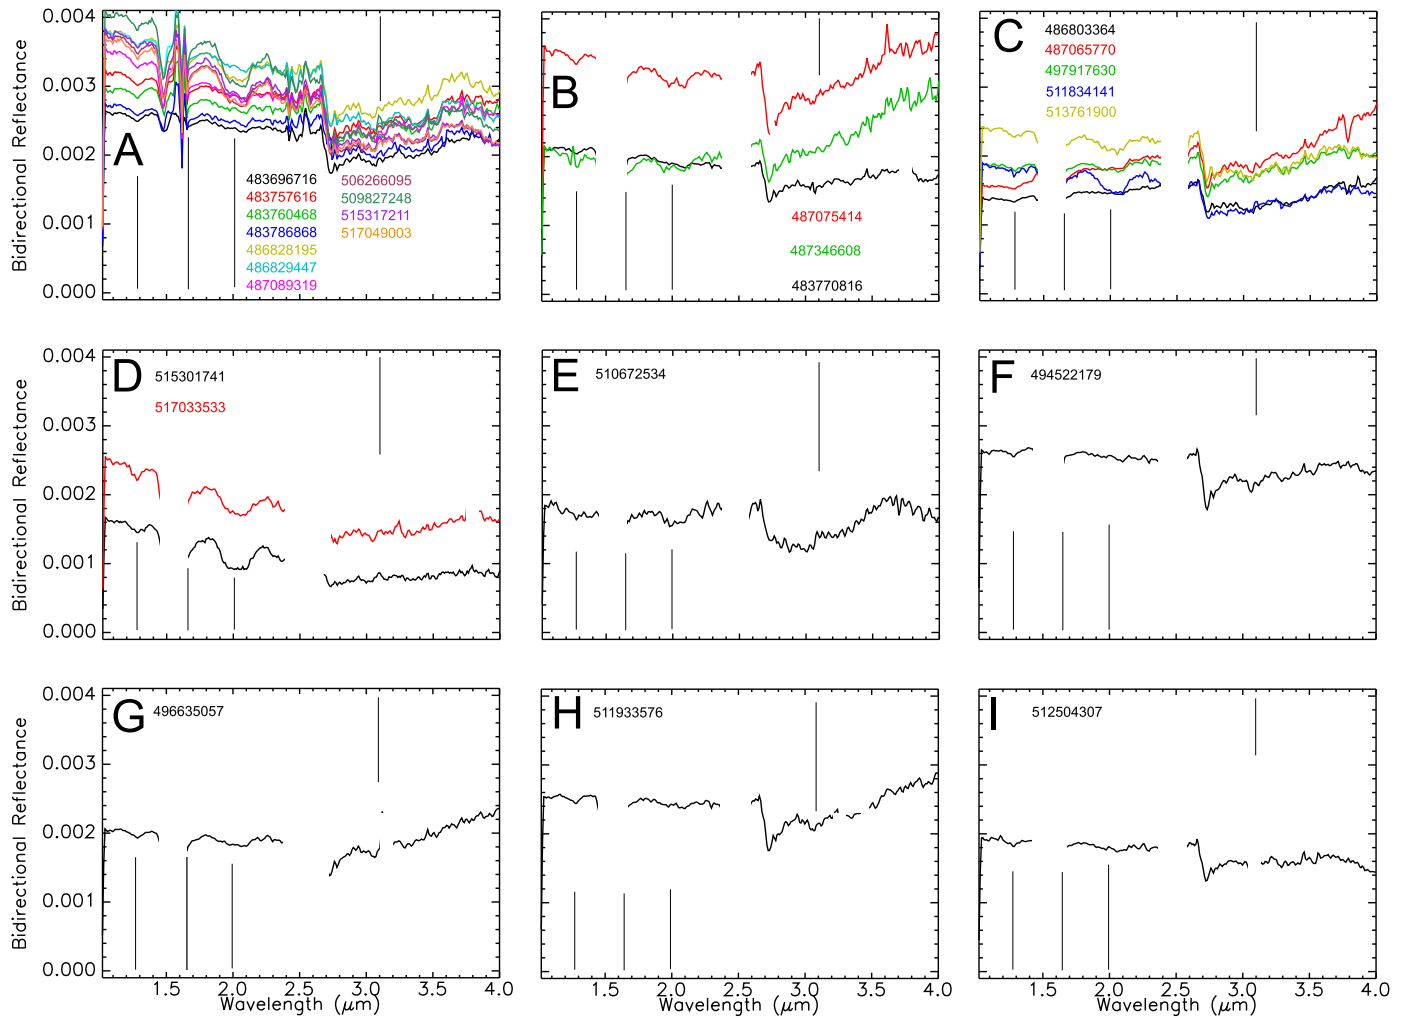 Bidirectional Reflectance
0.004
0.003
0.002
0.001
0.000
A
483696716
483757616
483760468
483786868
486828195
486829447
487089319
506266095
509827248
515317211
517049003
B
487075414
487346608
483770816
C
486803364
487065770
497917630
511834141
513761900
Bidirectional Reflectance
0.004
0.003
0.002
0.001
0.000
D
515301741
517033533
E
510672534
F
494522179
Bidirectional Reflectance
0.004
0.003
0.002
0.001
0.000
G
496635057
1.5 2.0 2.5 3.0 3.5 4.0
Wavelength (μm)
H
511933576
1.5 2.0 2.5 3.0 3.5 4.0
Wavelength (μm)
I
512504307
1.5 2.0 2.5 3.0 3.5 4.0
Wavelength (μm)